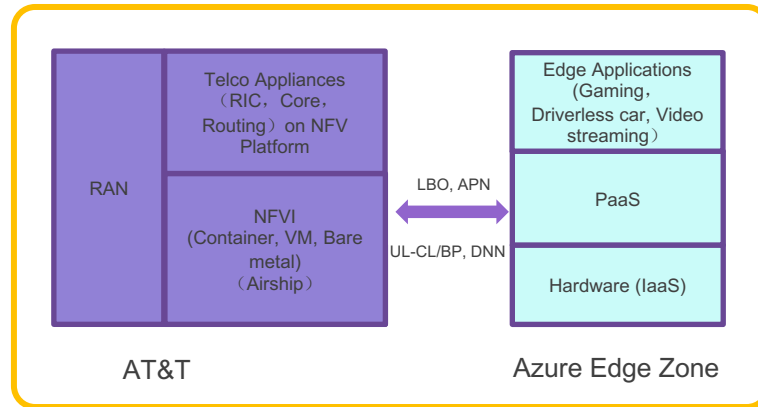 RAN
Telco Appliances
（RIC，Core，
Routing）on NFV
Platform
NFVI
(Container, VM, Bare
metal)
（Airship）
LBO, APN
UL-CL/BP, DNN
Edge Applications
(Gaming，
Driverless car, Video
streaming）
PaaS
Hardware (IaaS)
AT&T
Azure Edge Zone